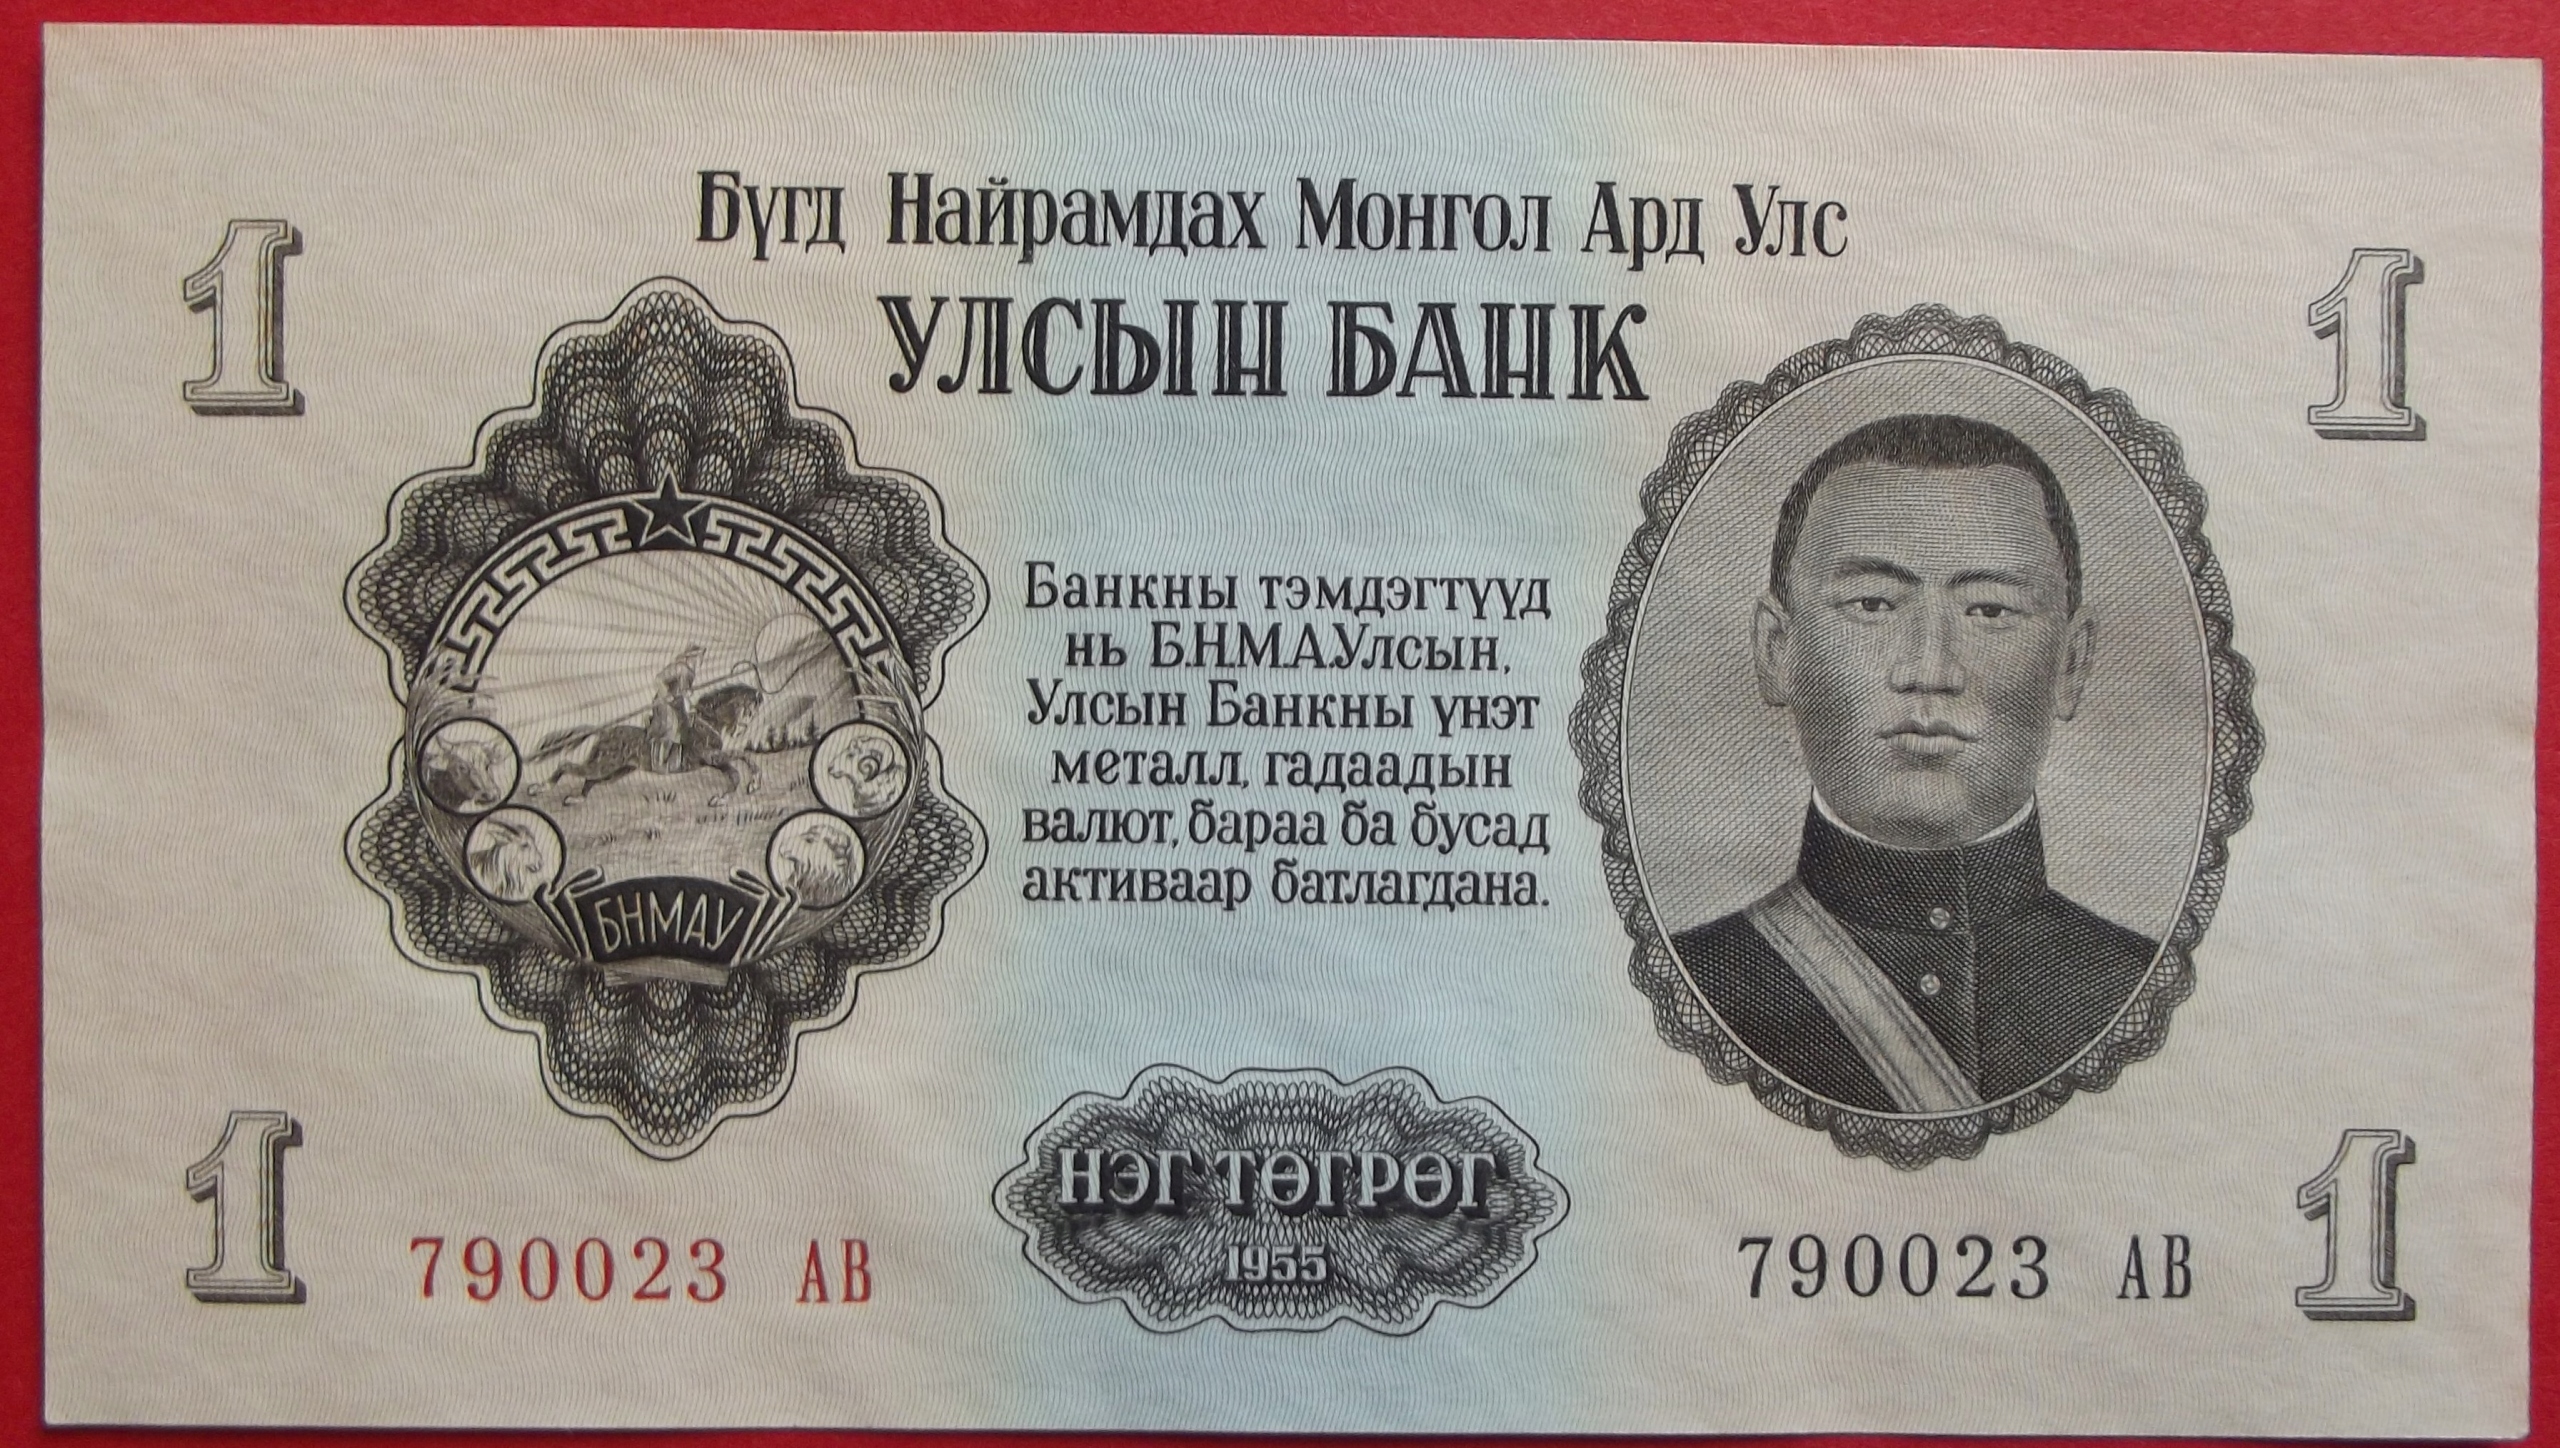 Бүгд Найрамдах Монгол Ард Улс
УЛСЫН БАНК
1
1
Банкны тэмдэгтүүд
нь Б.Н.М.А.Улсын,
Улсын Банкны үнэт
металл, гадаадын
валют, бараа ба бусад
активаар батлагдана.
БНМАУ
НЭГ ТӨГРӨГ
1955
1
790023 АВ
790023 АВ
1